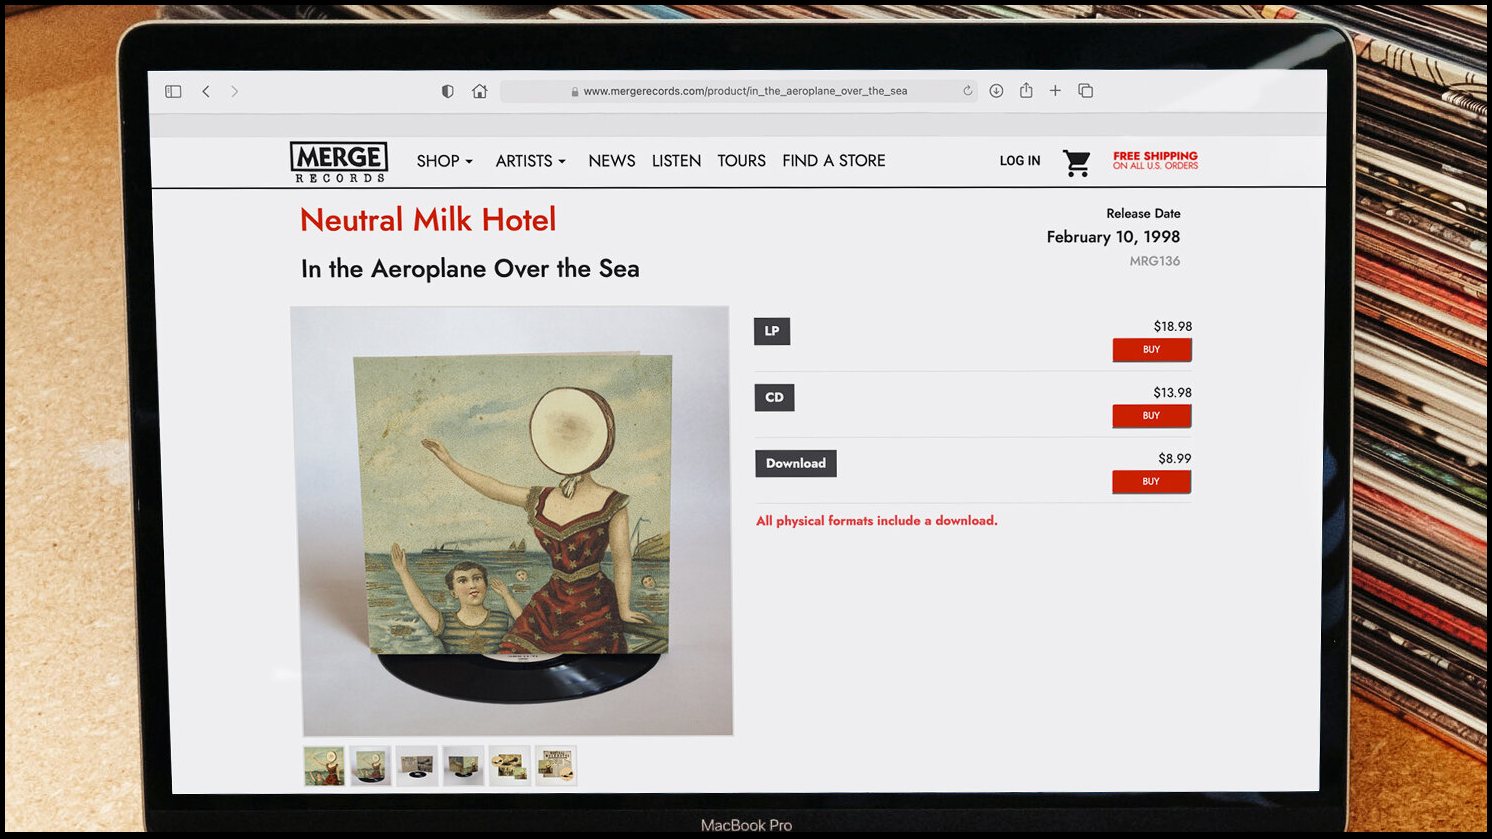 www.mergerecords.com/product/in_the_aeroplane_over_the_sea
MERGE
RECORDS
SHOP
ARTISTS
NEWS
LISTEN
TOURS
FIND A STORE
LOG IN
FREE SHIPPING
ON ALL U.S. ORDERS
Neutral Milk Hotel
In the Aeroplane Over the Sea
Release Date
February 10, 1998
MRG136
LP
$18.98
BUY
CD
$13.98
BUY
Download
$8.99
BUY
All physical formats include a download.
MacBook Pro